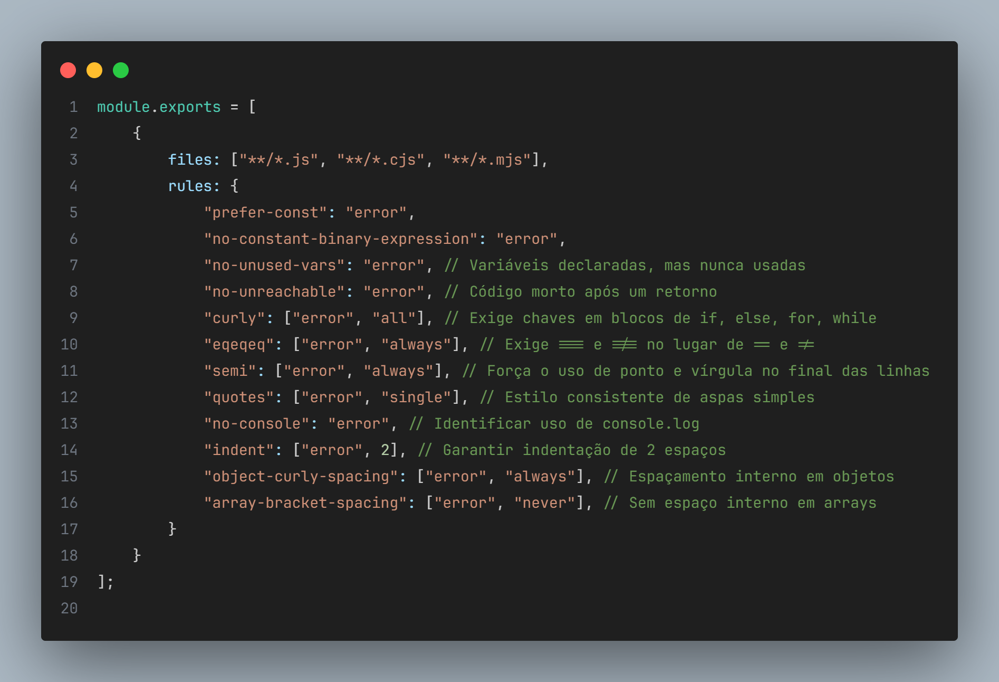 1 module.exports = [
2     {
3         files: ["**/*.js", "**/*.cjs", "**/*.mjs"],
4         rules: {
5             "prefer-const": "error",
6             "no-constant-binary-expression": "error",
7             "no-unused-vars": "error", // Variáveis declaradas, mas nunca usadas
8             "no-unreachable": "error", // Código morto após um retorno
9             "curly": ["error", "all"], // Exige chaves em blocos de if, else, for, while
10             "eqeqeq": ["error", "always"], // Exige === e !== no lugar de == e !=
11             "semi": ["error", "always"], // Força o uso de ponto e vírgula no final das linhas
12             "quotes": ["error", "single"], // Estilo consistente de aspas simples
13             "no-console": "error", // Identificar uso de console.log
14             "indent": ["error", 2], // Garantir indentação de 2 espaços
15             "object-curly-spacing": ["error", "always"], // Espaçamento interno em objetos
16             "array-bracket-spacing": ["error", "never"], // Sem espaço interno em arrays
17         }
18     }
19 ];
20